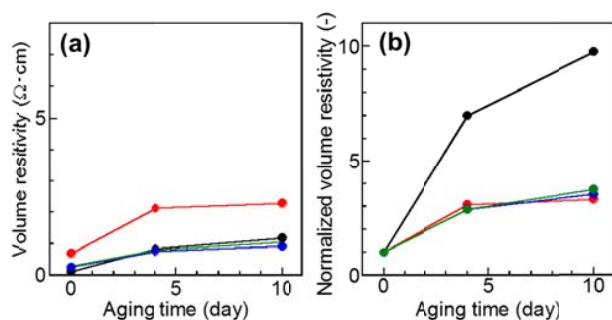 (a)
Volume resitivity (Ω·cm)
5
0
0
5
10
Aging time (day)
(b)
Normalized volume resistivity (-)
10
5
0
0
5
10
Aging time (day)